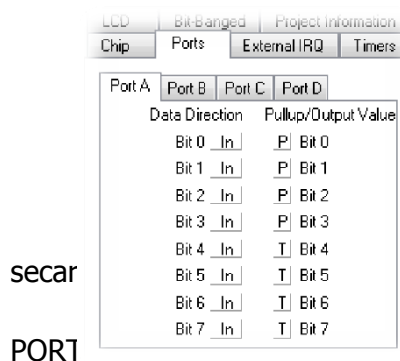 LCD Bit-Banged Project Information
Chip Ports External IRQ Timers
Port A Port B Port C Port D
Data Direction Pullup/Output Value
Bit 0 In P Bit 0
Bit 1 In P Bit 1
Bit 2 In P Bit 2
Bit 3 In P Bit 3
Bit 4 In T Bit 4
secar Bit 5 In T Bit 5
Bit 6 In T Bit 6
Bit 7 In T Bit 7
PORT